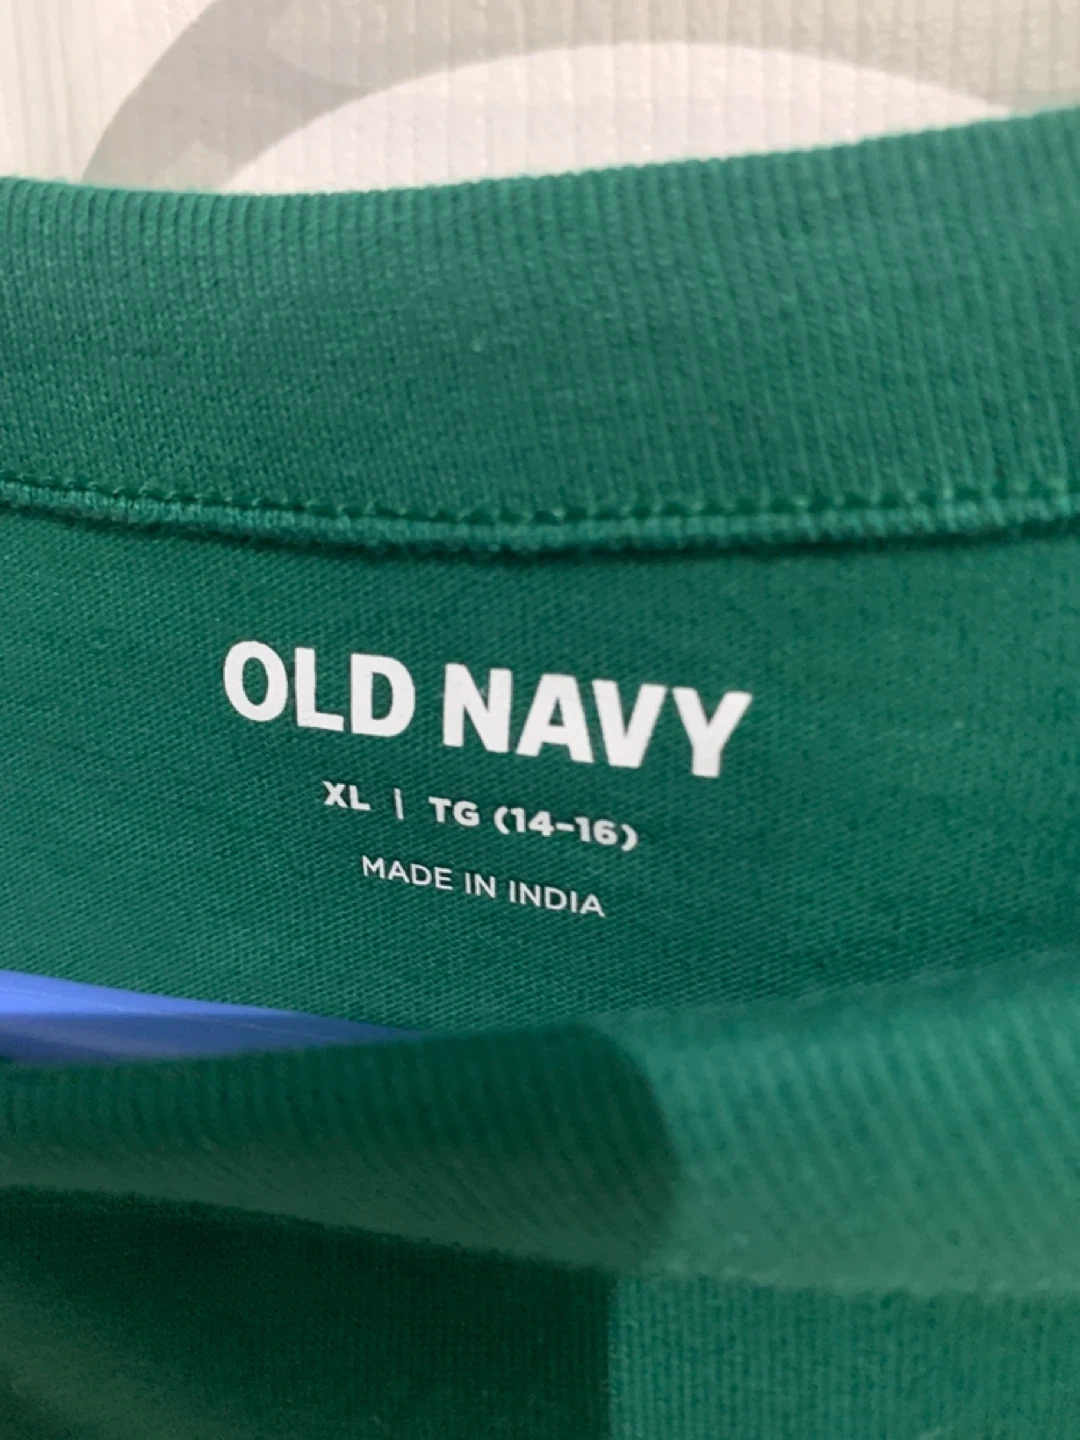 OLD NAVY
XL | TG (14-16)
MADE IN INDIA